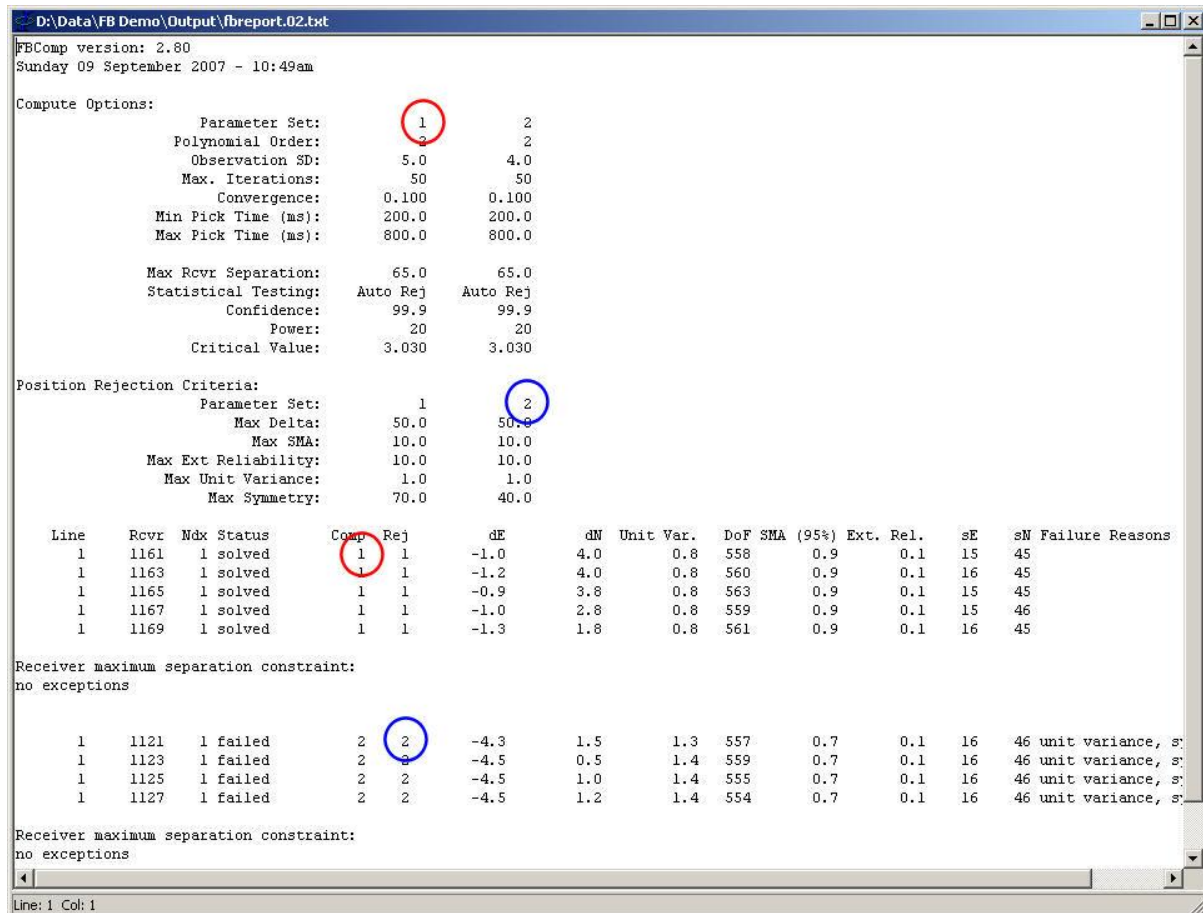 D:\Data\FB Demo\Output\fbreport.02.txt
FBComp version: 2.80
Sunday 09 September 2007 - 10:49am
Compute Options:
Parameter Set: 1 2
Polynomial Order: 2 2
Observation SD: 5.0 4.0
Max. Iterations: 50 50
Convergence: 0.100 0.100
Min Pick Time (ms): 200.0 200.0
Max Pick Time (ms): 800.0 800.0
Max Rcvr Separation: 65.0 65.0
Statistical Testing: Auto Rej Auto Rej
Confidence: 99.9 99.9
Power: 20 20
Critical Value: 3.030 3.030
Position Rejection Criteria:
Parameter Set: 1 2
Max Delta: 50.0 50.0
Max SMA: 10.0 10.0
Max Ext Reliability: 10.0 10.0
Max Unit Variance: 1.0 1.0
Max Symmetry: 70.0 40.0
Line Rcvr Ndx Status Comp Rej dE dN Unit Var. DoF SMA (95%) Ext. Rel. sE sN Failure Reasons
1 1161 1 solved 1 1 -1.0 4.0 0.8 558 0.9 0.1 15 45
1 1163 1 solved 1 1 -1.2 4.0 0.8 560 0.9 0.1 16 45
1 1165 1 solved 1 1 -0.9 3.8 0.8 563 0.9 0.1 15 45
1 1167 1 solved 1 1 -1.0 2.8 0.8 559 0.9 0.1 15 46
1 1169 1 solved 1 1 -1.3 1.8 0.8 561 0.9 0.1 16 45
Receiver maximum separation constraint:
no exceptions
1 1121 1 failed 2 2 -4.3 1.5 1.3 557 0.7 0.1 16 46 unit variance,
1 1123 1 failed 2 2 -4.5 0.5 1.4 559 0.7 0.1 16 46 unit variance,
1 1125 1 failed 2 2 -4.5 1.0 1.4 555 0.7 0.1 16 46 unit variance,
1 1127 1 failed 2 2 -4.5 1.2 1.4 554 0.7 0.1 16 46 unit variance,
Receiver maximum separation constraint:
no exceptions
Line: 1 Col: 1